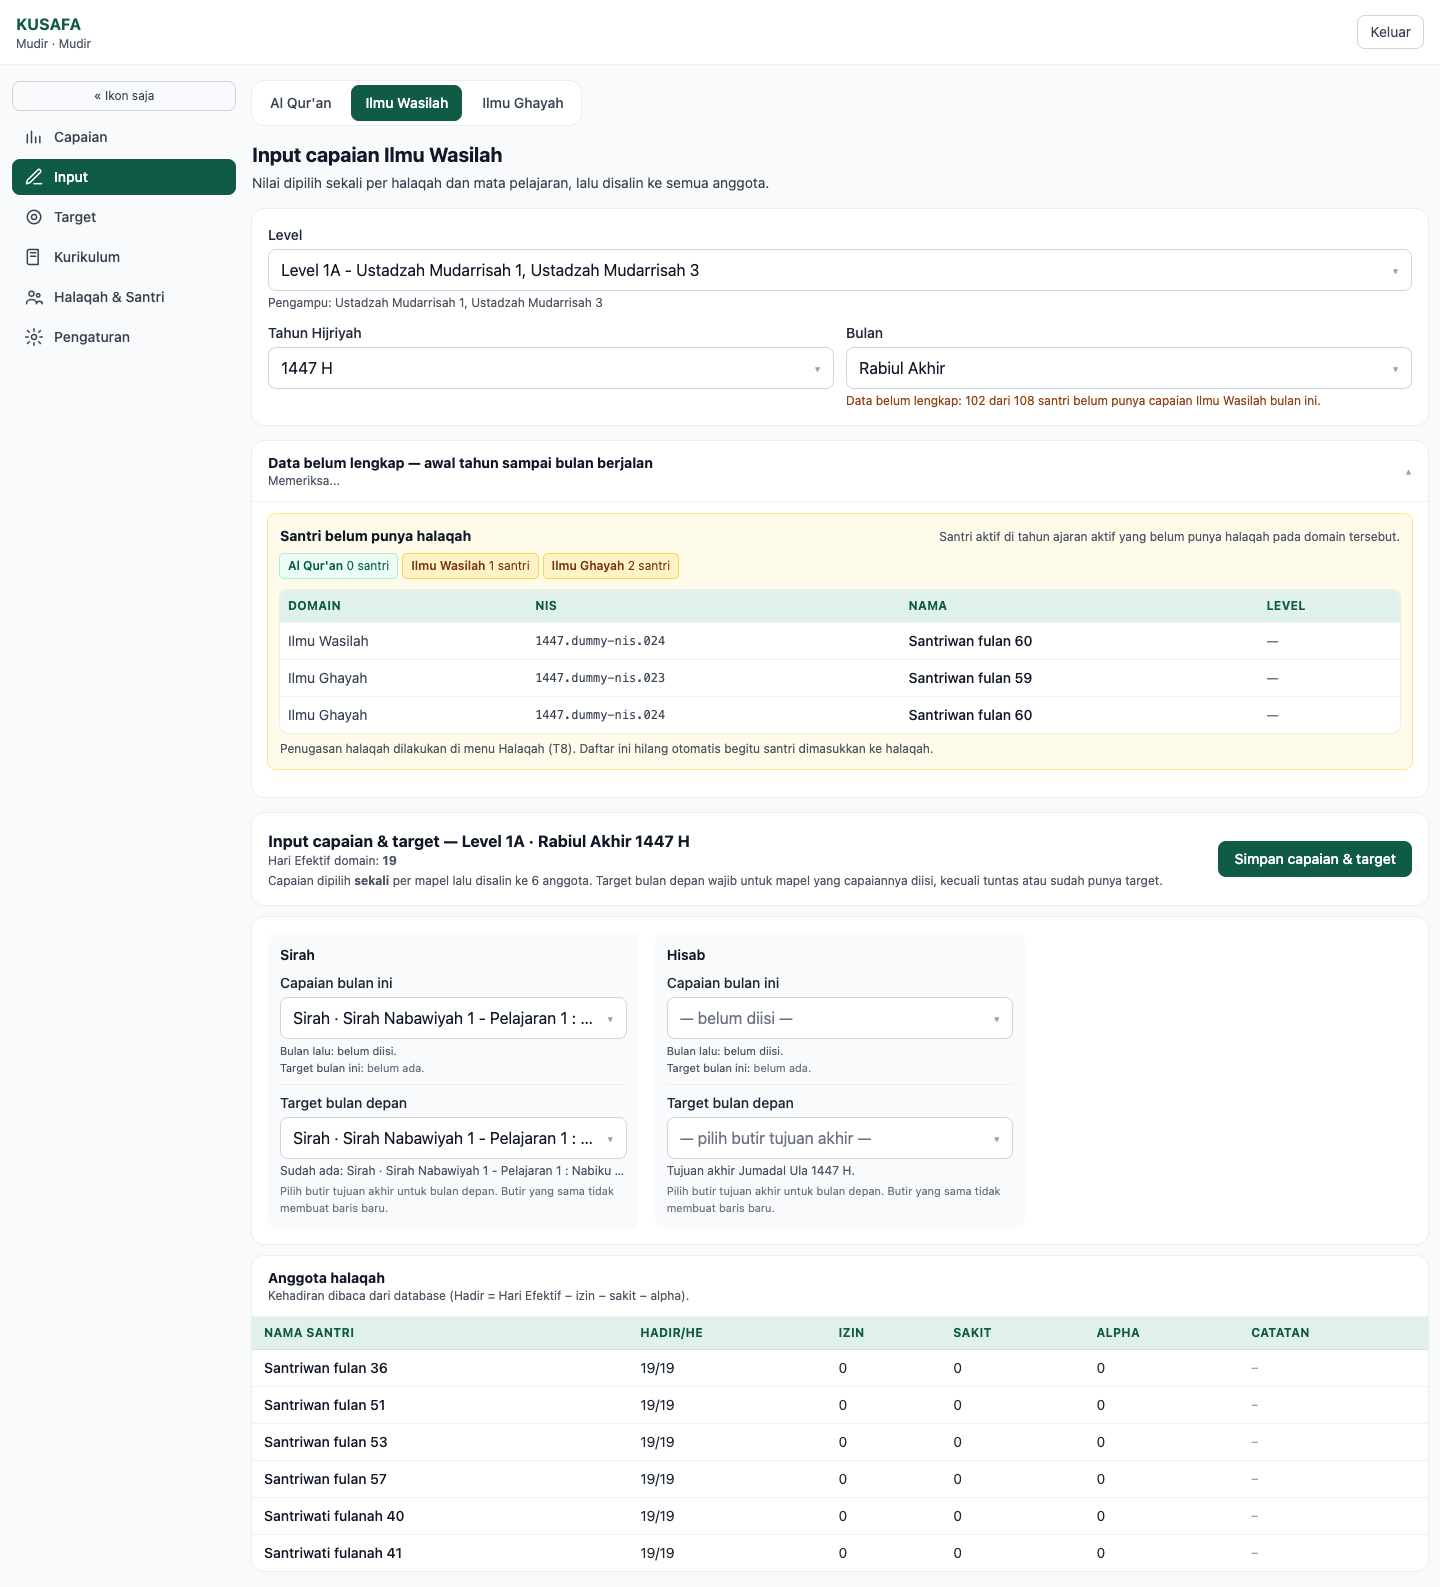 KUSAFA
Mudir · Mudir
Keluar
« Ikon saja
Capaian
Input
Target
Kurikulum
Halaqah & Santri
Pengaturan
Al Qur'an
Ilmu Wasilah
Ilmu Ghayah
Input capaian Ilmu Wasilah
Nilai dipilih sekali per halaqah dan mata pelajaran, lalu disalin ke semua anggota.
Level
Level 1A - Ustadzah Mudarrisah 1, Ustadzah Mudarrisah 3
Pengampu: Ustadzah Mudarrisah 1, Ustadzah Mudarrisah 3
Tahun Hijriyah
1447 H
Bulan
Rabiul Akhir
Data belum lengkap: 102 dari 108 santri belum punya capaian Ilmu Wasilah bulan ini.
Data belum lengkap — awal tahun sampai bulan berjalan
Memeriksa...
Santri belum punya halaqah
Santri aktif di tahun ajaran aktif yang belum punya halaqah pada domain tersebut.
Al Qur'an 0 santri
Ilmu Wasilah 1 santri
Ilmu Ghayah 2 santri
DOMAIN NIS NAMA LEVEL
Ilmu Wasilah 1447.dummy-nis.024 Santriwan fulan 60 —
Ilmu Ghayah 1447.dummy-nis.023 Santriwan fulan 59 —
Ilmu Ghayah 1447.dummy-nis.024 Santriwan fulan 60 —
Penugasan halaqah dilakukan di menu Halaqah (T8). Daftar ini hilang otomatis begitu santri dimasukkan ke halaqah.
Input capaian & target — Level 1A · Rabiul Akhir 1447 H
Hari Efektif domain: 19
Capaian dipilih sekali per mapel lalu disalin ke 6 anggota. Target bulan depan wajib untuk mapel yang capaiannya diisi, kecuali tuntas atau sudah punya target.
Simpan capaian & target
Sirah
Capaian bulan ini
Sirah · Sirah Nabawiyah 1 - Pelajaran 1 : ...
Bulan lalu: belum diisi.
Target bulan ini: belum ada.
Target bulan depan
Sirah · Sirah Nabawiyah 1 - Pelajaran 1 : ...
Sudah ada: Sirah · Sirah Nabawiyah 1 - Pelajaran 1 : Nabiku ...
Pilih butir tujuan akhir untuk bulan depan. Butir yang sama tidak
membuat baris baru.
Hisab
Capaian bulan ini
— belum diisi —
Bulan lalu: belum diisi.
Target bulan ini: belum ada.
Target bulan depan
— pilih butir tujuan akhir —
Tujuan akhir Jumadal Ula 1447 H.
Pilih butir tujuan akhir untuk bulan depan. Butir yang sama tidak
membuat baris baru.
Anggota halaqah
Kehadiran dibaca dari database (Hadir = Hari Efektif − izin − sakit − alpha).
NAMA SANTRI HADIR/HE IZIN SAKIT ALPHA CATATAN
Santriwan fulan 36 19/19 0 0 0 –
Santriwan fulan 51 19/19 0 0 0 –
Santriwan fulan 53 19/19 0 0 0 –
Santriwan fulan 57 19/19 0 0 0 –
Santriwati fulanah 40 19/19 0 0 0 –
Santriwati fulanah 41 19/19 0 0 0 –